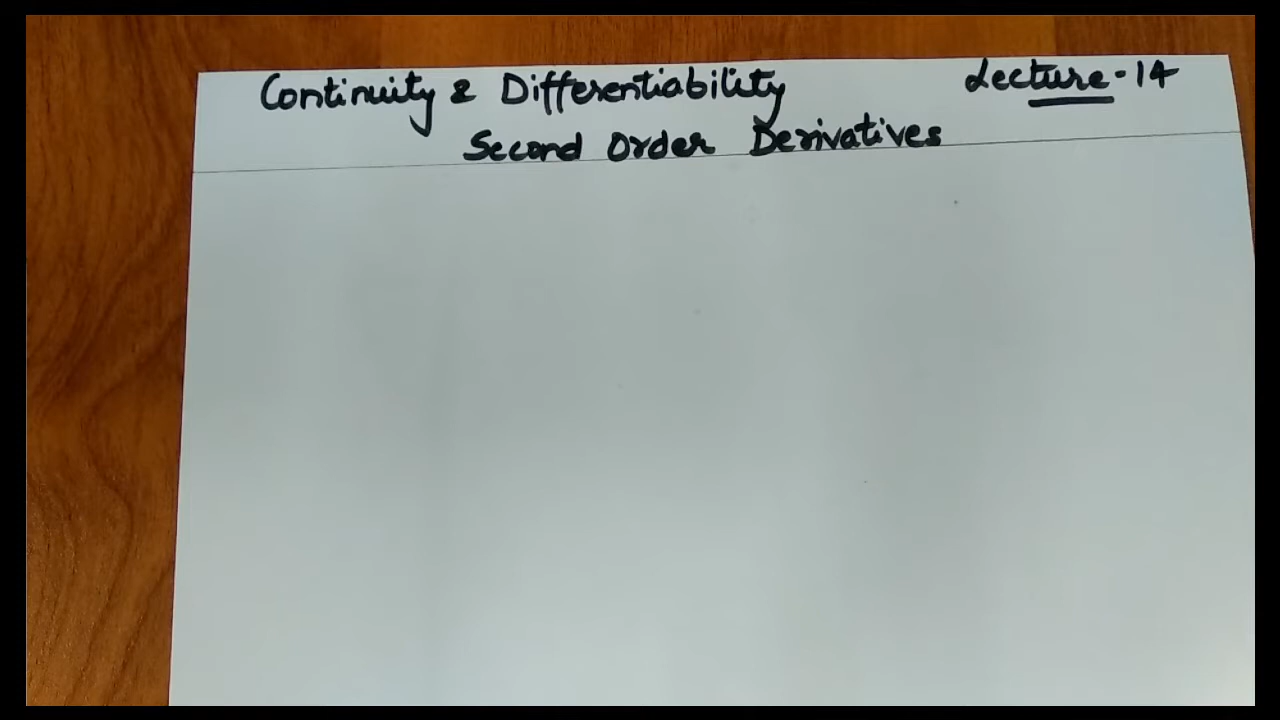 Continuity & Differentiability Lecture-14
Second Order Derivatives